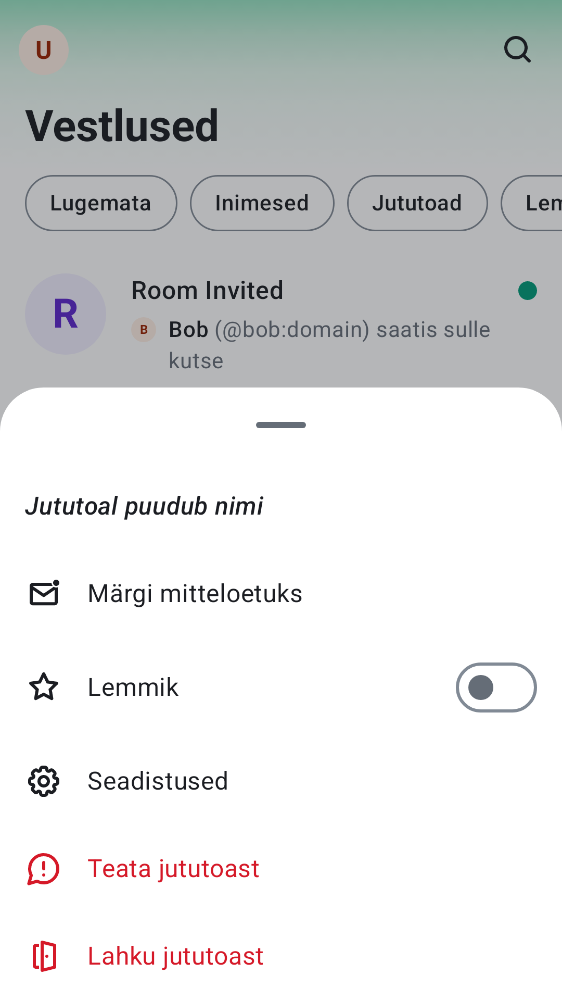 U
Vestlused
Lugemata
Inimesed
Jututoad
Lem
R
Room Invited
B
Bob (@bob:domain) saatis sulle
kutse
Jututoal puudub nimi
Märgi mitteloetuks
Lemmik
Seadistused
Teata jututoast
Lahku jututoast